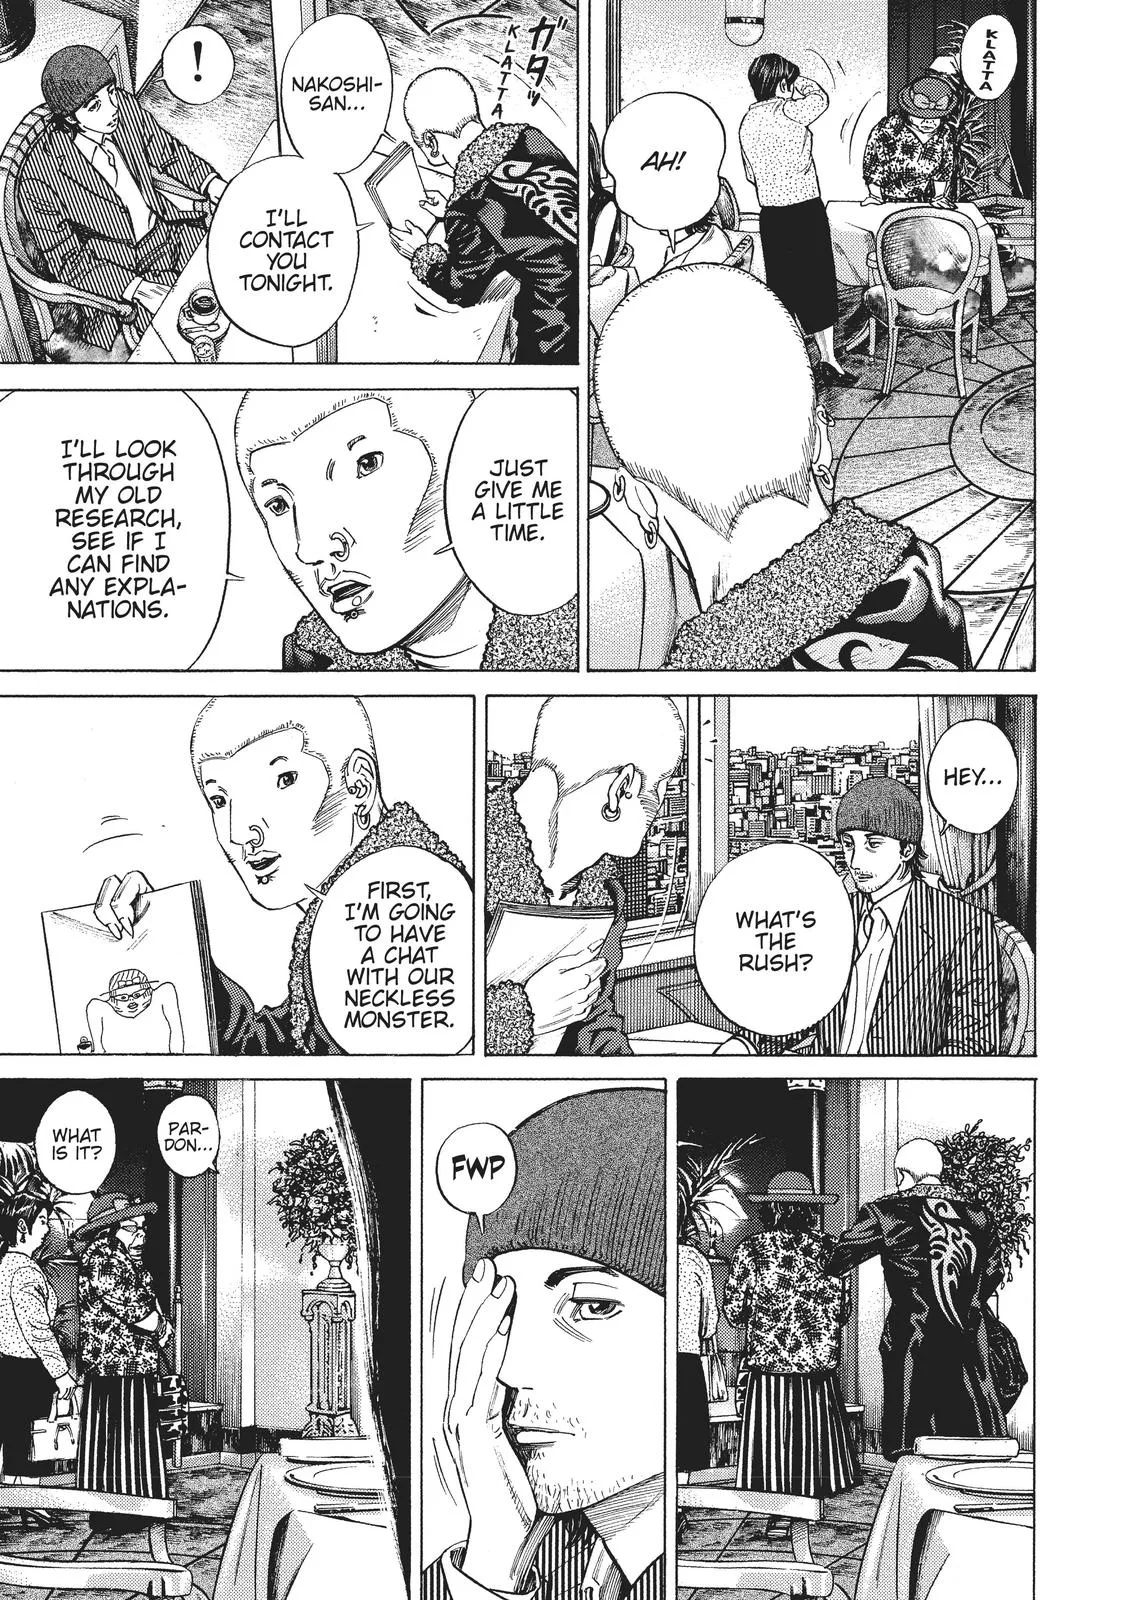 KLATTA
AH!
ガタッ
KLATTA
NAKOSHI-
SAN...
!
I'LL
CONTACT
YOU
TONIGHT.
JUST
GIVE ME
A LITTLE
TIME.
I'LL LOOK
THROUGH
MY OLD
RESEARCH,
SEE IF I
CAN FIND
ANY EXPLA-
NATIONS.
HEY...
WHAT'S
THE
RUSH?
FIRST,
I'M GOING
TO HAVE
A CHAT
WITH OUR
NECKLESS
MONSTER.
FWP
PAR-
DON...
WHAT
IS IT?